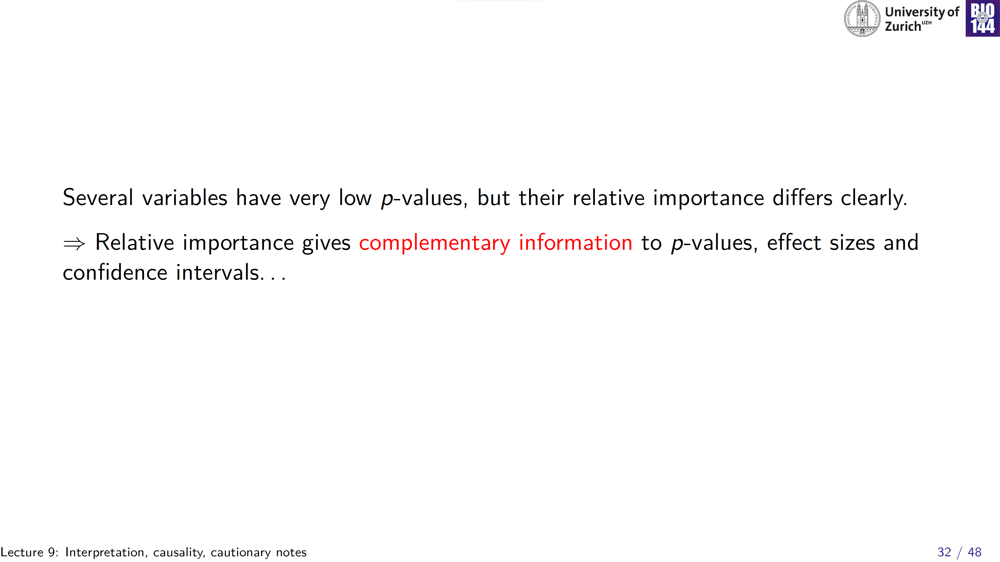 University of
Zurich UZH
BIO
144
UNIVERSITAS TURICENSIS
Several variables have very low p-values, but their relative importance differs clearly.
⇒ Relative importance gives complementary information to p-values, effect sizes and
confidence intervals. . .
Lecture 9: Interpretation, causality, cautionary notes
32 / 48